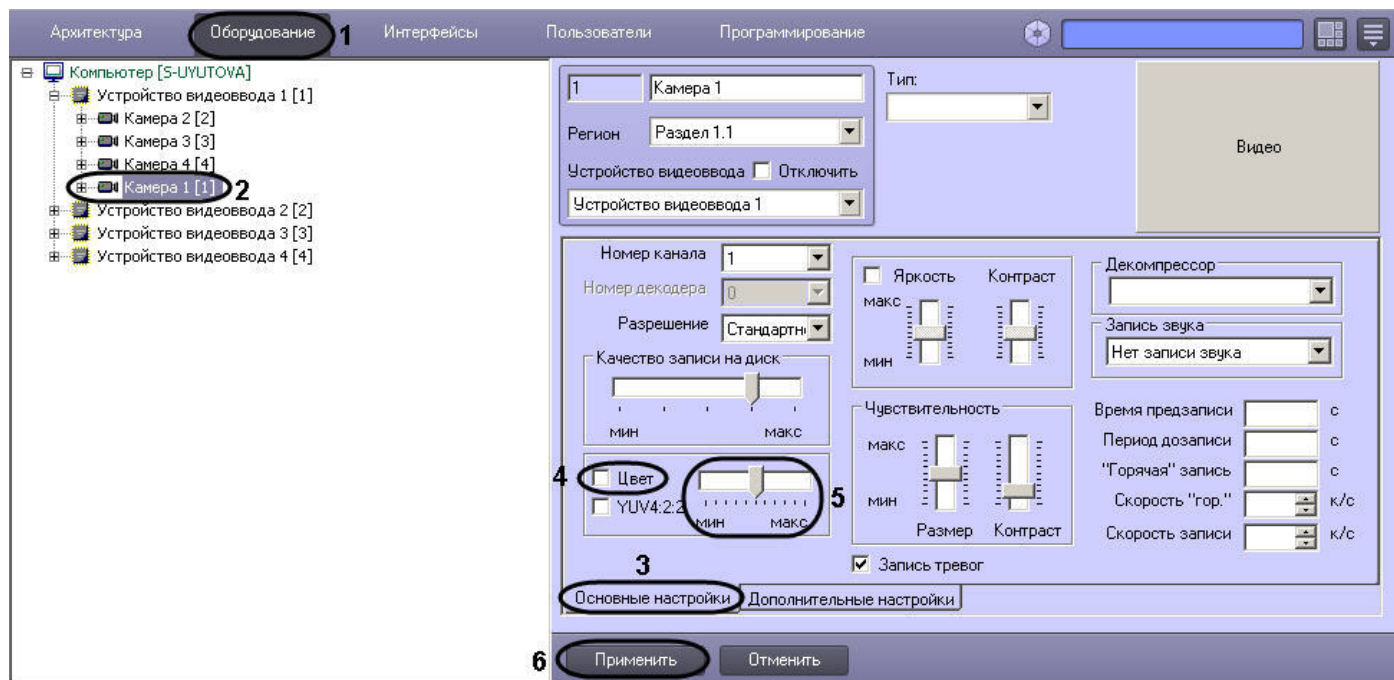 Архитектура Оборудование 1 Интерфейсы Пользователи Программирование
Компьютер [S-UYUTOVA]
Устройство видеоввода 1 [1]
Камера 2 [2]
Камера 3 [3]
Камера 4 [4]
Камера 1 [1] 2
Устройство видеоввода 2 [2]
Устройство видеоввода 3 [3]
Устройство видеоввода 4 [4]
1 Камера 1
Регион Раздел 1.1
Устройство видеоввода Отключить
Устройство видеоввода 1
Тип:
Видео
Номер канала 1
Номер декодера 0
Разрешение Стандартн
Качество записи на диск
мин макс
4 Цвет
YUV4:2:2
мин макс 5
Яркость Контраст
макс
мин
Чувствительность
макс
мин
Размер Контраст
Запись тревог
Декомпрессор
Запись звука
Нет записи звука
Время предзаписи с
Период дозаписи с
"Горячая" запись с
Скорость "гор." к/с
Скорость записи к/с
3
Основные настройки Дополнительные настройки
6 Применить Отменить